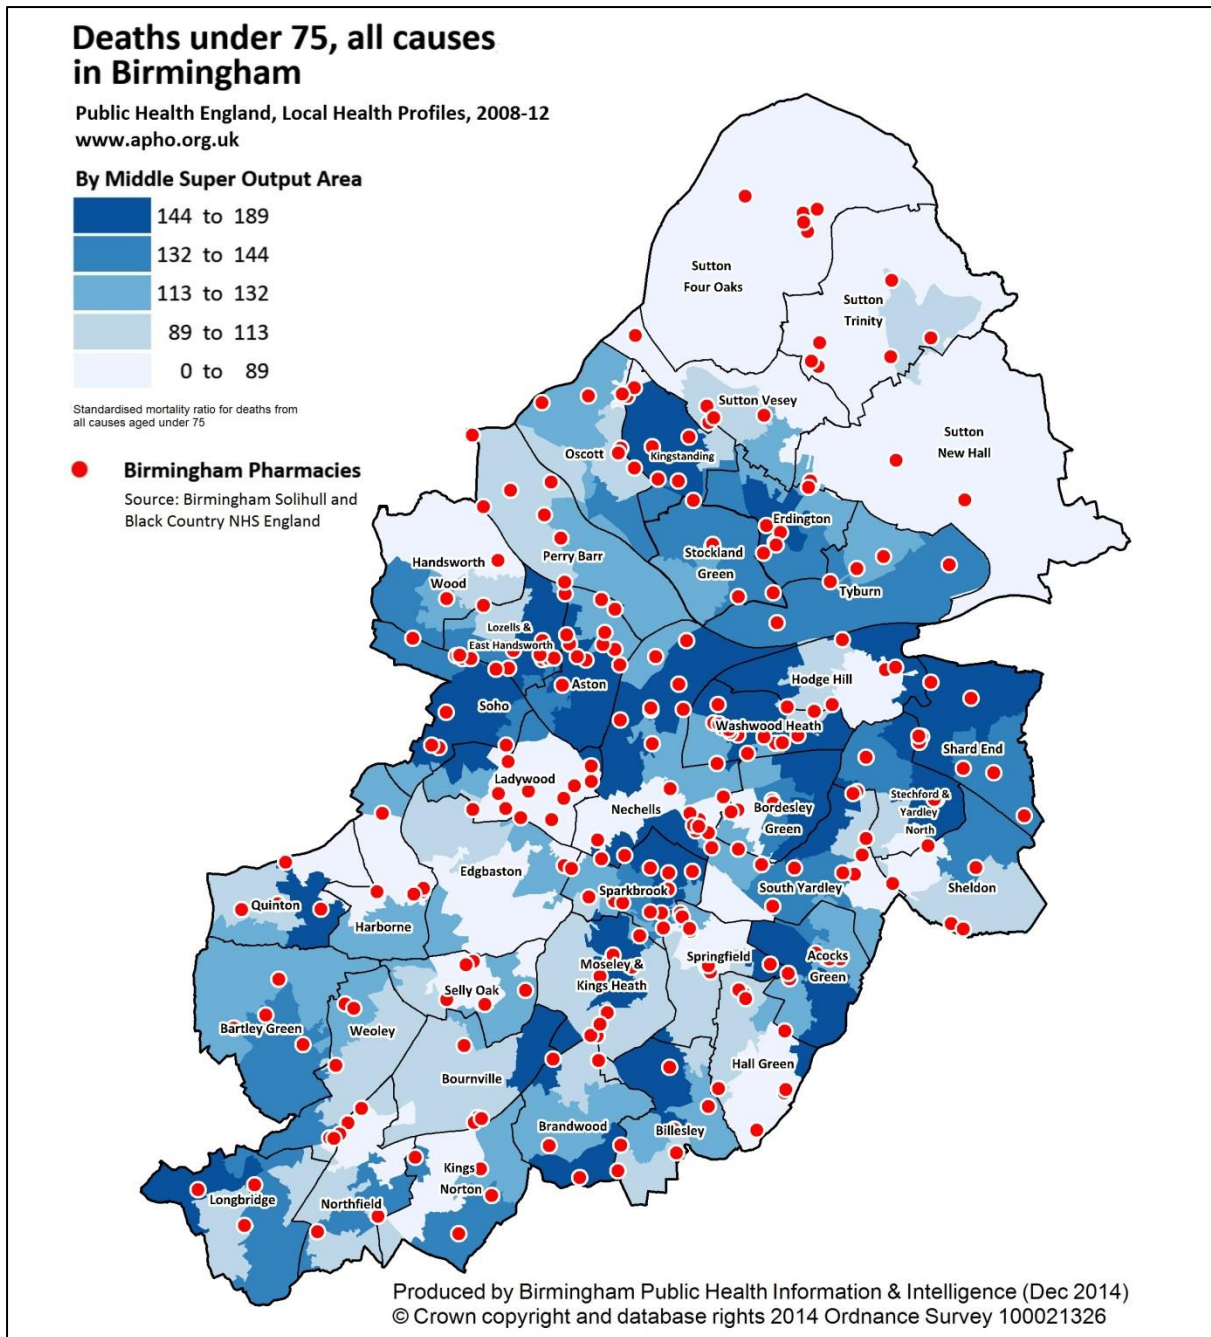 Deaths under 75, all causes
in Birmingham
Public Health England, Local Health Profiles, 2008-12
www.apho.org.uk
By Middle Super Output Area
144 to 189
132 to 144
113 to 132
89 to 113
0 to 89
Standardised mortality ratio for deaths from
all causes aged under 75
Birmingham Pharmacies
Source: Birmingham Solihull and
Black Country NHS England
Sutton
Four Oaks
Sutton
Trinity
Sutton Vesey
Sutton
New Hall
Oscott
Kingstanding
Erdington
Perry Barr
Stockland
Green
Handsworth
Wood
Tyburn
Lozells &
East Handsworth
Aston
Hodge Hill
Soho
Washwood Heath
Shard End
Ladywood
Nechells
Bordesley
Green
Stechford &
Yardley
North
Edgbaston
Sparkbrook
South Yardley
Sheldon
Quinton
Harborne
Springfield
Acocks
Green
Moseley &
Kings Heath
Selly Oak
Bartley Green
Weoley
Hall Green
Bournville
Brandwood
Billesley
Kings
Norton
Longbridge
Northfield
Produced by Birmingham Public Health Information & Intelligence (Dec 2014)
© Crown copyright and database rights 2014 Ordnance Survey 100021326